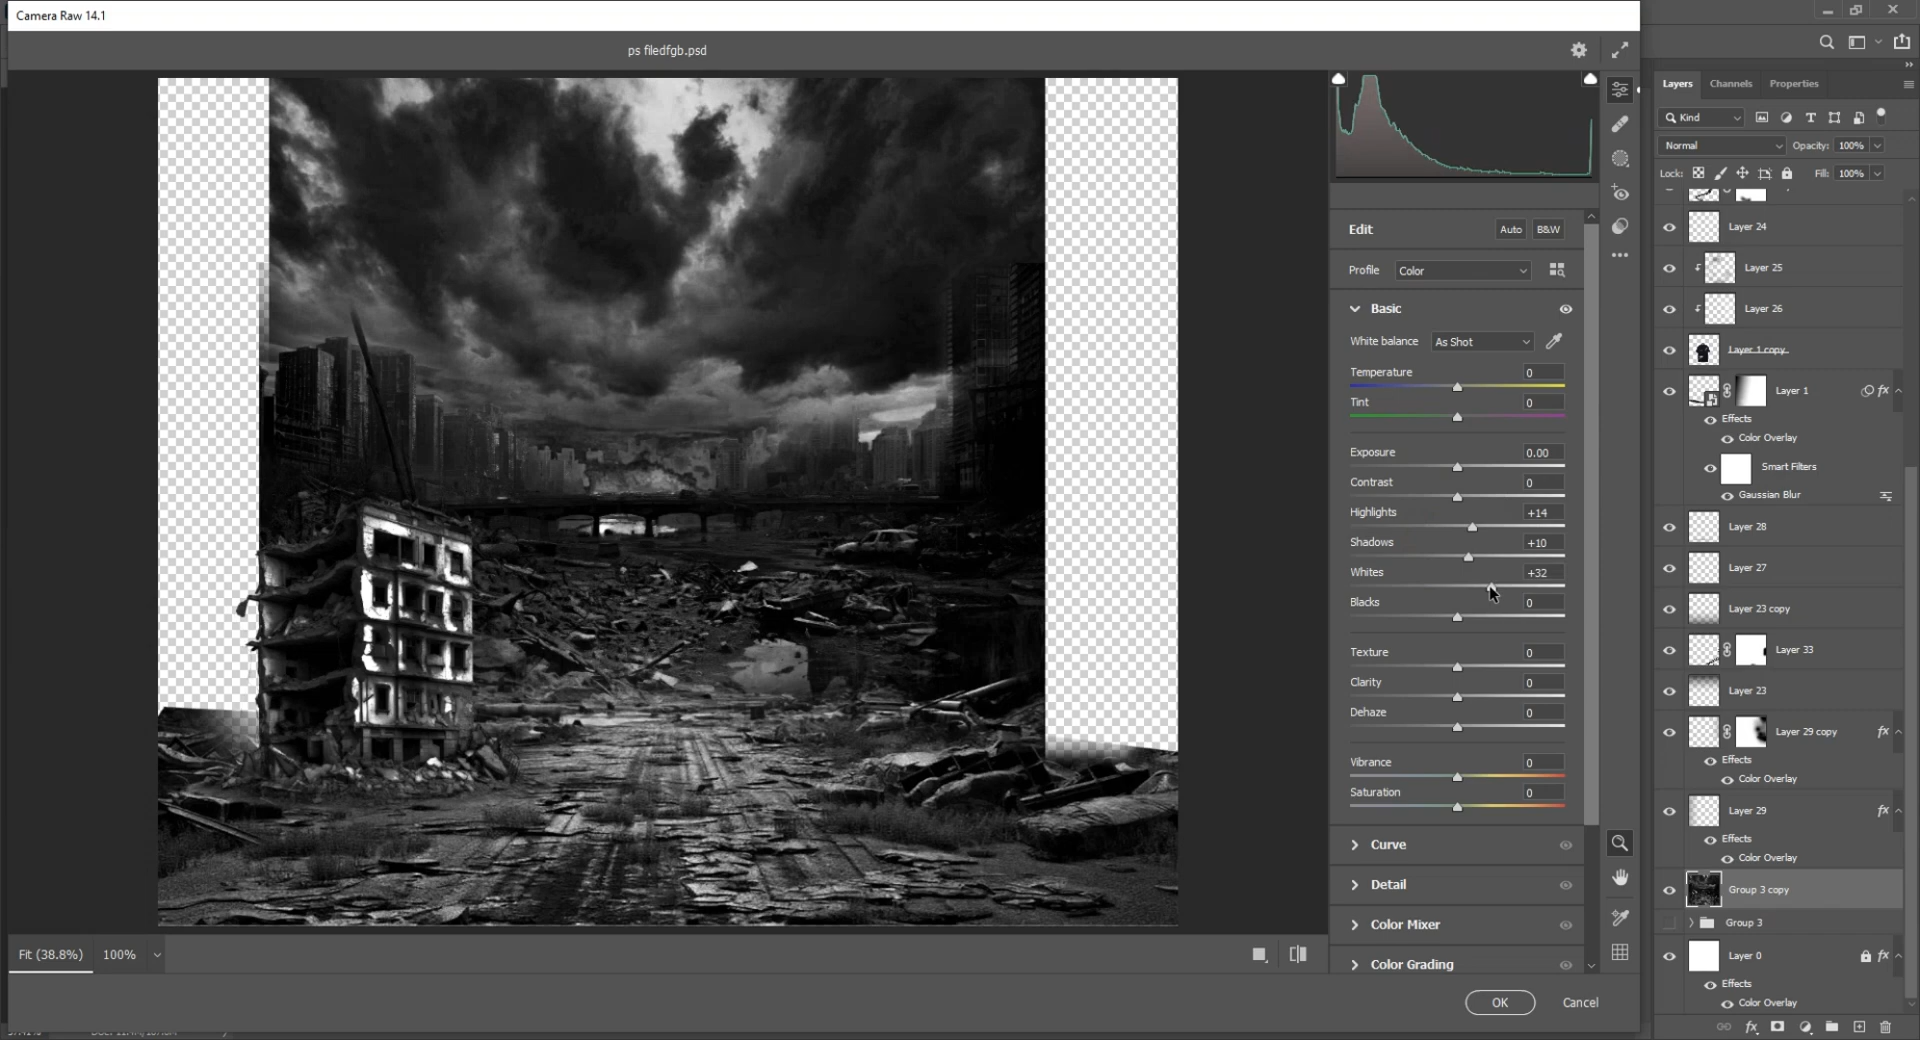 Camera Raw 14.1
ps filedfgb.psd
Edit
Auto
B&W
Profile
Color
Basic
White balance
As Shot
Temperature
0
Tint
0
Exposure
0.00
Contrast
0
Highlights
+14
Shadows
+10
Whites
+32
Blacks
0
Texture
0
Clarity
0
Dehaze
0
Vibrance
0
Saturation
0
Curve
Detail
Color Mixer
Color Grading
Fit (38.8%)
100%
OK
Cancel
Layers
Channels
Properties
Kind
Normal
Opacity: 100%
Lock:
Fill: 100%
Layer 24
Layer 25
Layer 26
Layer 1 copy
Layer 1
fx
Effects
Color Overlay
Smart Filters
Gaussian Blur
Layer 28
Layer 27
Layer 23 copy
Layer 33
Layer 23
Layer 29 copy
fx
Effects
Color Overlay
Layer 29
fx
Effects
Color Overlay
Group 3 copy
Group 3
Layer 0
fx
Effects
Color Overlay
fx